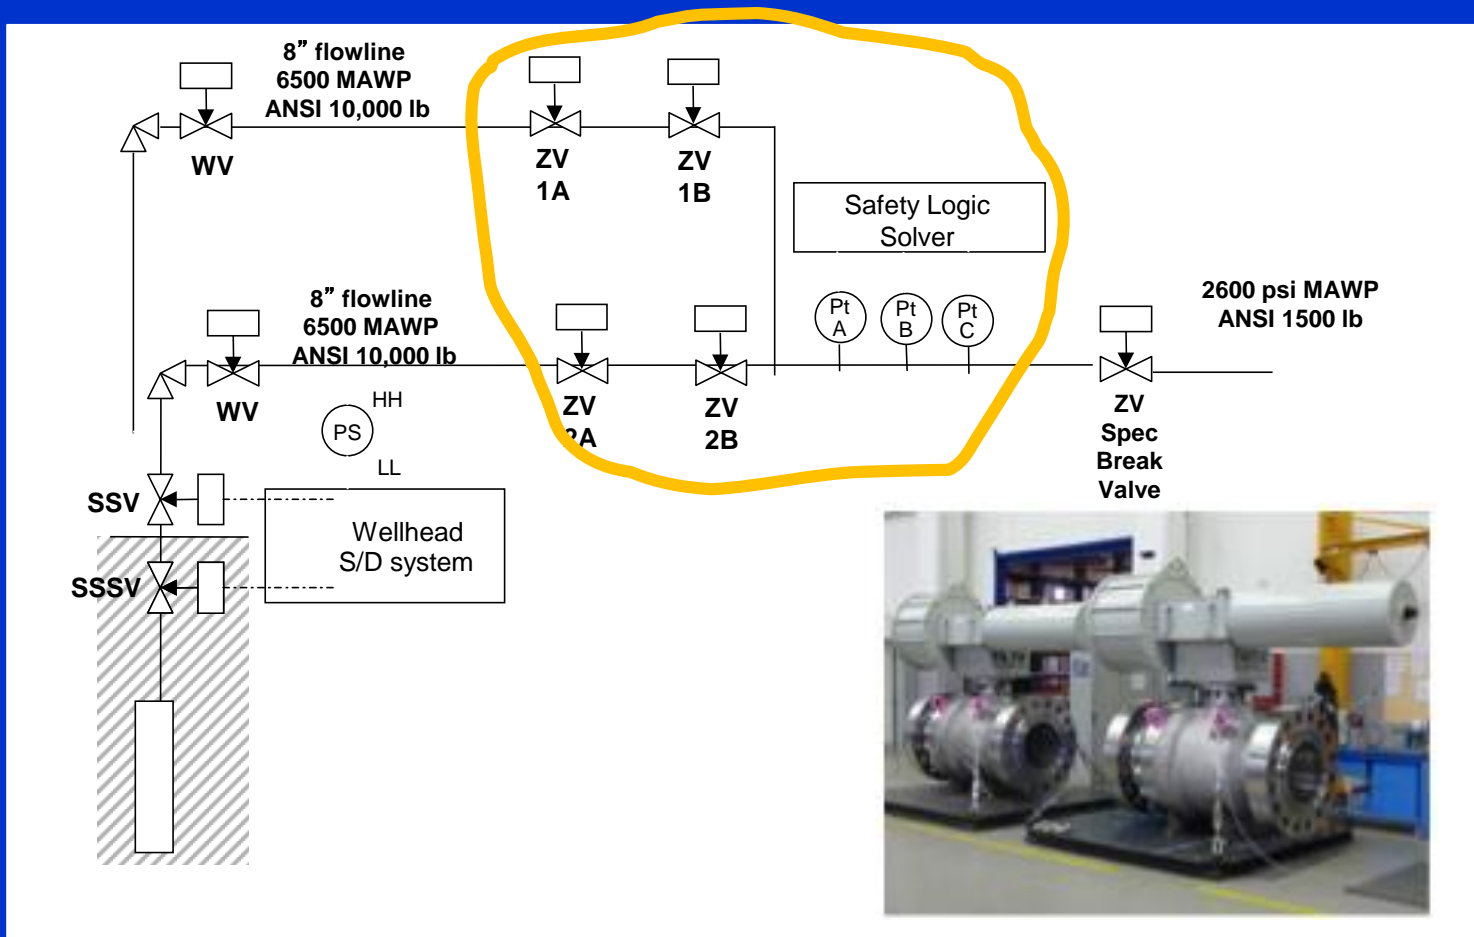 8” flowline
6500 MAWP
ANSI 10,000 lb
WV
ZV
1A
ZV
1B
Safety Logic
Solver
8” flowline
6500 MAWP
ANSI 10,000 lb
WV
Pt
A
Pt
B
Pt
C
2600 psi MAWP
ANSI 1500 lb
HH
PS
LL
ZV
2A
ZV
2B
ZV
Spec
Break
Valve
SSV
SSSV
Wellhead
S/D system